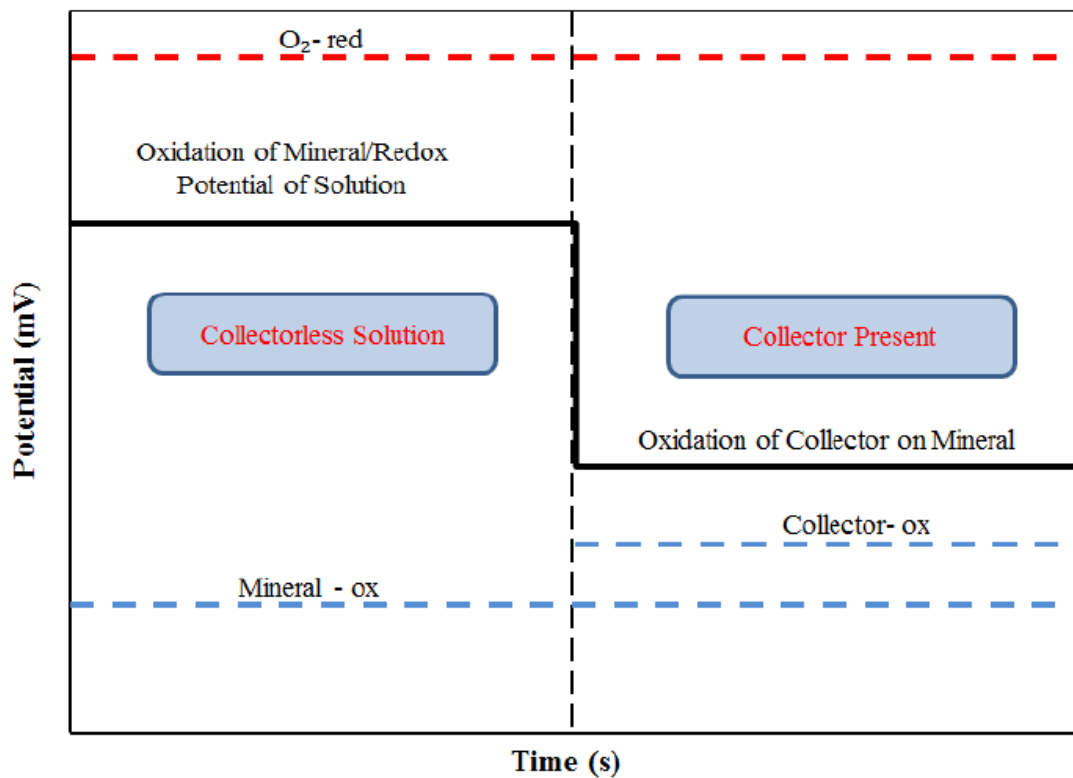 O₂- red
Oxidation of Mineral/Redox
Potential of Solution
Collectorless Solution
Collector Present
Oxidation of Collector on Mineral
Collector- ox
Mineral - ox
Potential (mV)
Time (s)